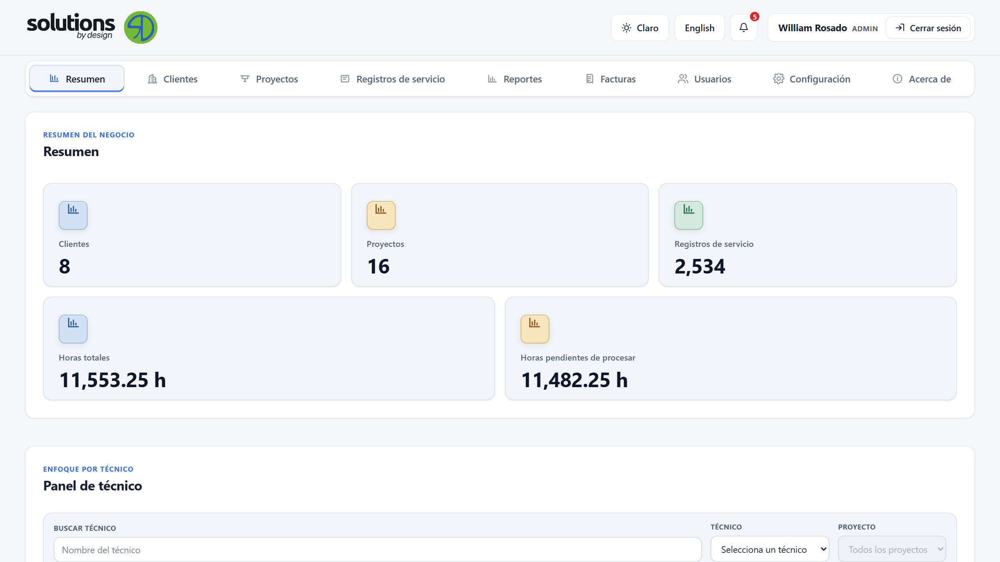 solutions
by design
Claro
English
5
William Rosado ADMIN
Cerrar sesión
Resumen
Clientes
Proyectos
Registros de servicio
Reportes
Facturas
Usuarios
Configuración
Acerca de
RESUMEN DEL NEGOCIO
Resumen
Clientes
8
Proyectos
16
Registros de servicio
2,534
Horas totales
11,553.25 h
Horas pendientes de procesar
11,482.25 h
ENFOQUE POR TÉCNICO
Panel de técnico
BUSCAR TÉCNICO
Nombre del técnico
TÉCNICO
Selecciona un técnico
PROYECTO
Todos los proyectos